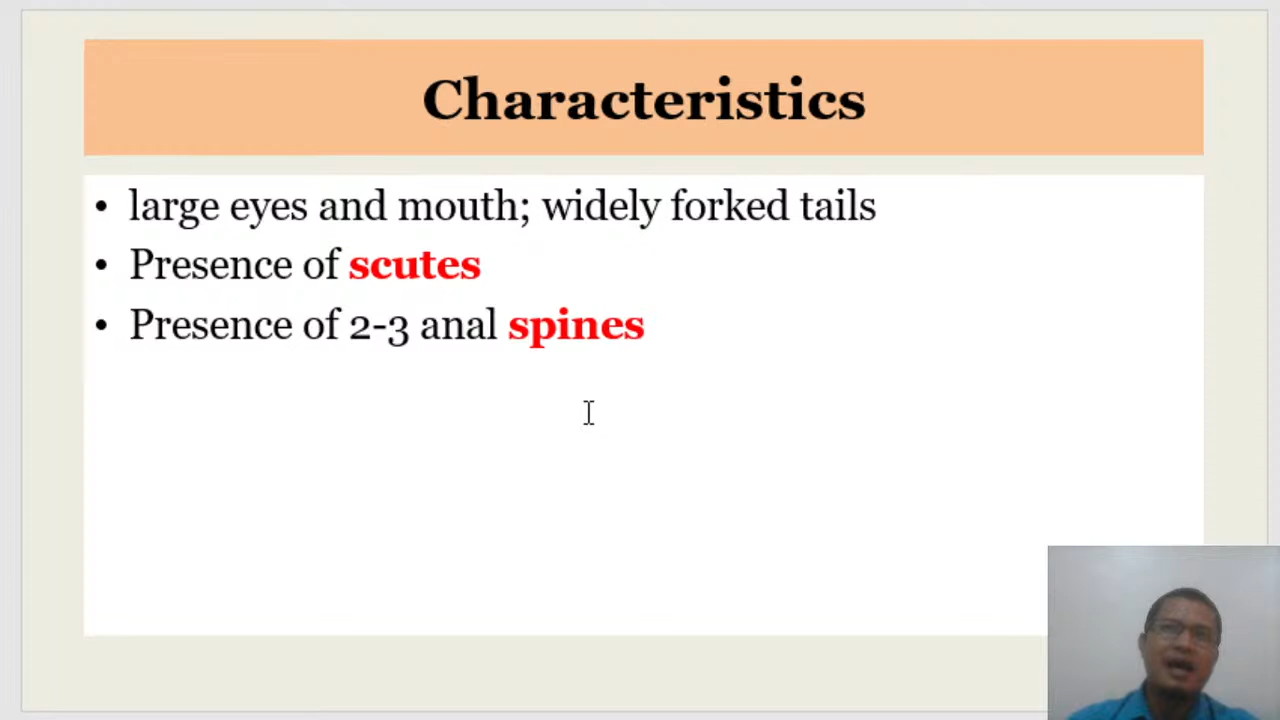 Characteristics
• large eyes and mouth; widely forked tails
• Presence of scutes
• Presence of 2-3 anal spines